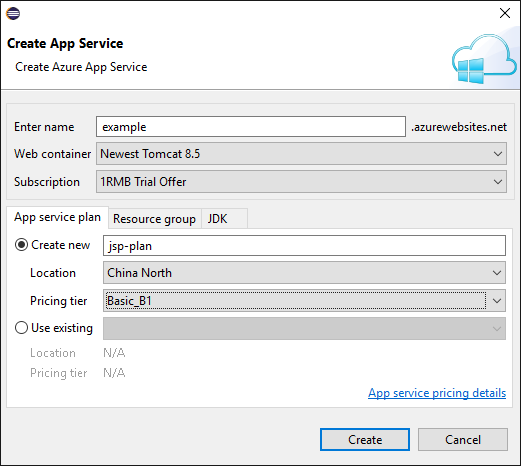 Create App Service
Create Azure App Service
Enter name example .azurewebsites.net
Web container Newest Tomcat 8.5
Subscription 1RMB Trial Offer
App service plan Resource group JDK
Create new jsp-plan
Location China North
Pricing tier Basic_B1
Use existing
Location N/A
Pricing tier N/A
App service pricing details
Create Cancel